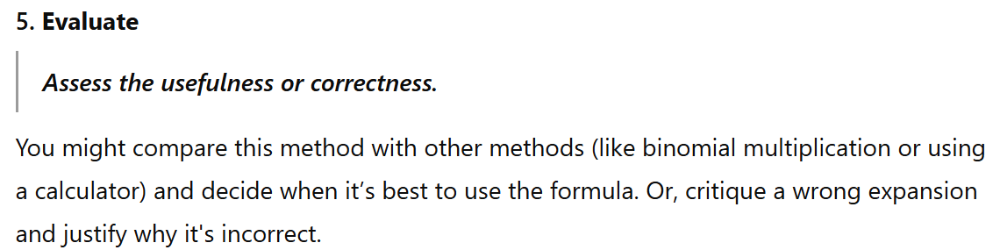 5. Evaluate
Assess the usefulness or correctness.
You might compare this method with other methods (like binomial multiplication or using
a calculator) and decide when it’s best to use the formula. Or, critique a wrong expansion
and justify why it's incorrect.